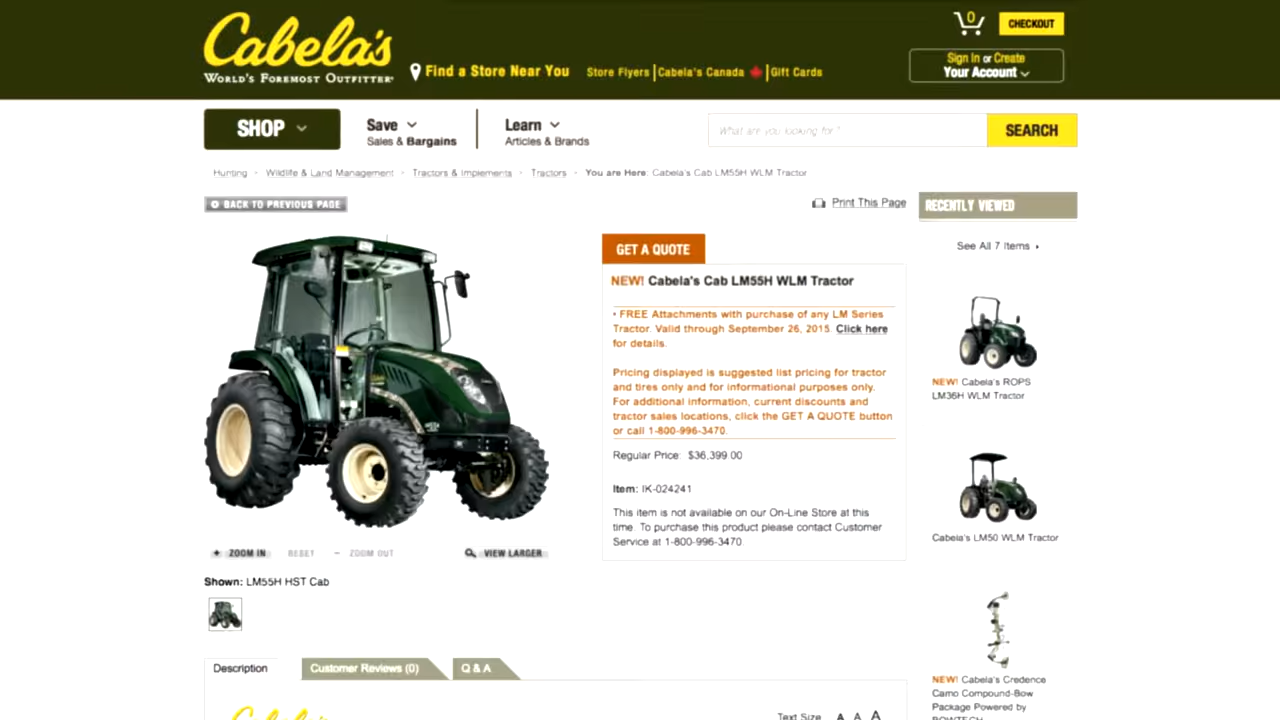 Cabela's
WORLD'S FOREMOST OUTFITTER
Find a Store Near You
Store Flyers
Cabela's Canada
Gift Cards
0
CHECKOUT
Sign In or Create
Your Account
SHOP
Save
Sales & Bargains
Learn
Articles & Brands
What are you looking for ?
SEARCH
Hunting
Wildlife & Land Management
Tractors & Implements
Tractors
You are Here: Cabela's Cab LM55H WLM Tractor
BACK TO PREVIOUS PAGE
Print This Page
RECENTLY VIEWED
See All 7 Items
GET A QUOTE
NEW! Cabela's Cab LM55H WLM Tractor
• FREE Attachments with purchase of any LM Series
Tractor. Valid through September 26, 2015. Click here
for details.
Pricing displayed is suggested list pricing for tractor
and tires only and for informational purposes only.
For additional information, current discounts and
tractor sales locations, click the GET A QUOTE button
or call 1-800-996-3470.
Regular Price: $36,399.00
Item: IK-024241
This item is not available on our On-Line Store at this
time. To purchase this product please contact Customer
Service at 1-800-996-3470.
NEW! Cabela's ROPS
LM36H WLM Tractor
Cabela's LM50 WLM Tractor
NEW! Cabela's Credence
Camo Compound-Bow
Package Powered by
BOWTECH
+ ZOOM IN
RESET
- ZOOM OUT
VIEW LARGER
Shown: LM55H HST Cab
Description
Customer Reviews (0)
Q & A
Cabela's
Text Size
A A A